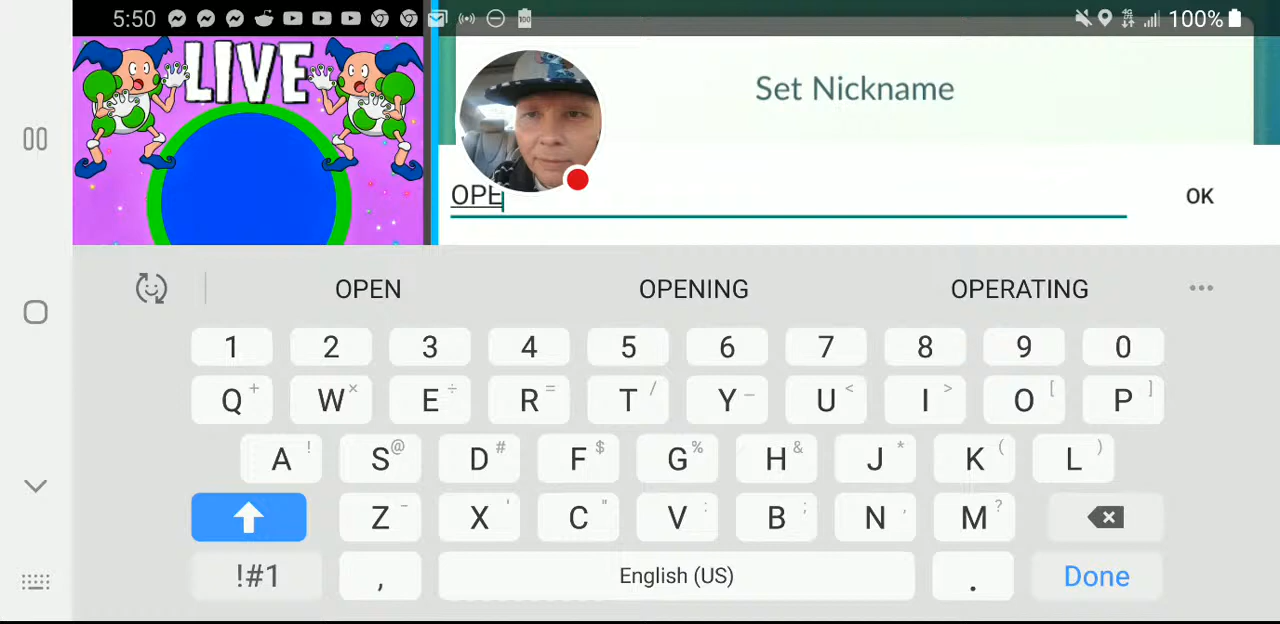 5:50 100%
LIVE
Set Nickname
OPE
OK
OPEN OPENING OPERATING
1 2 3 4 5 6 7 8 9 0
Q + W × E ÷ R = T / Y _ U < I > O [ P ]
A ! S @ D # F $ G % H & J * K ( L )
Z - X ' C " V : B ; N , M ?
!#1 , English (US) . Done